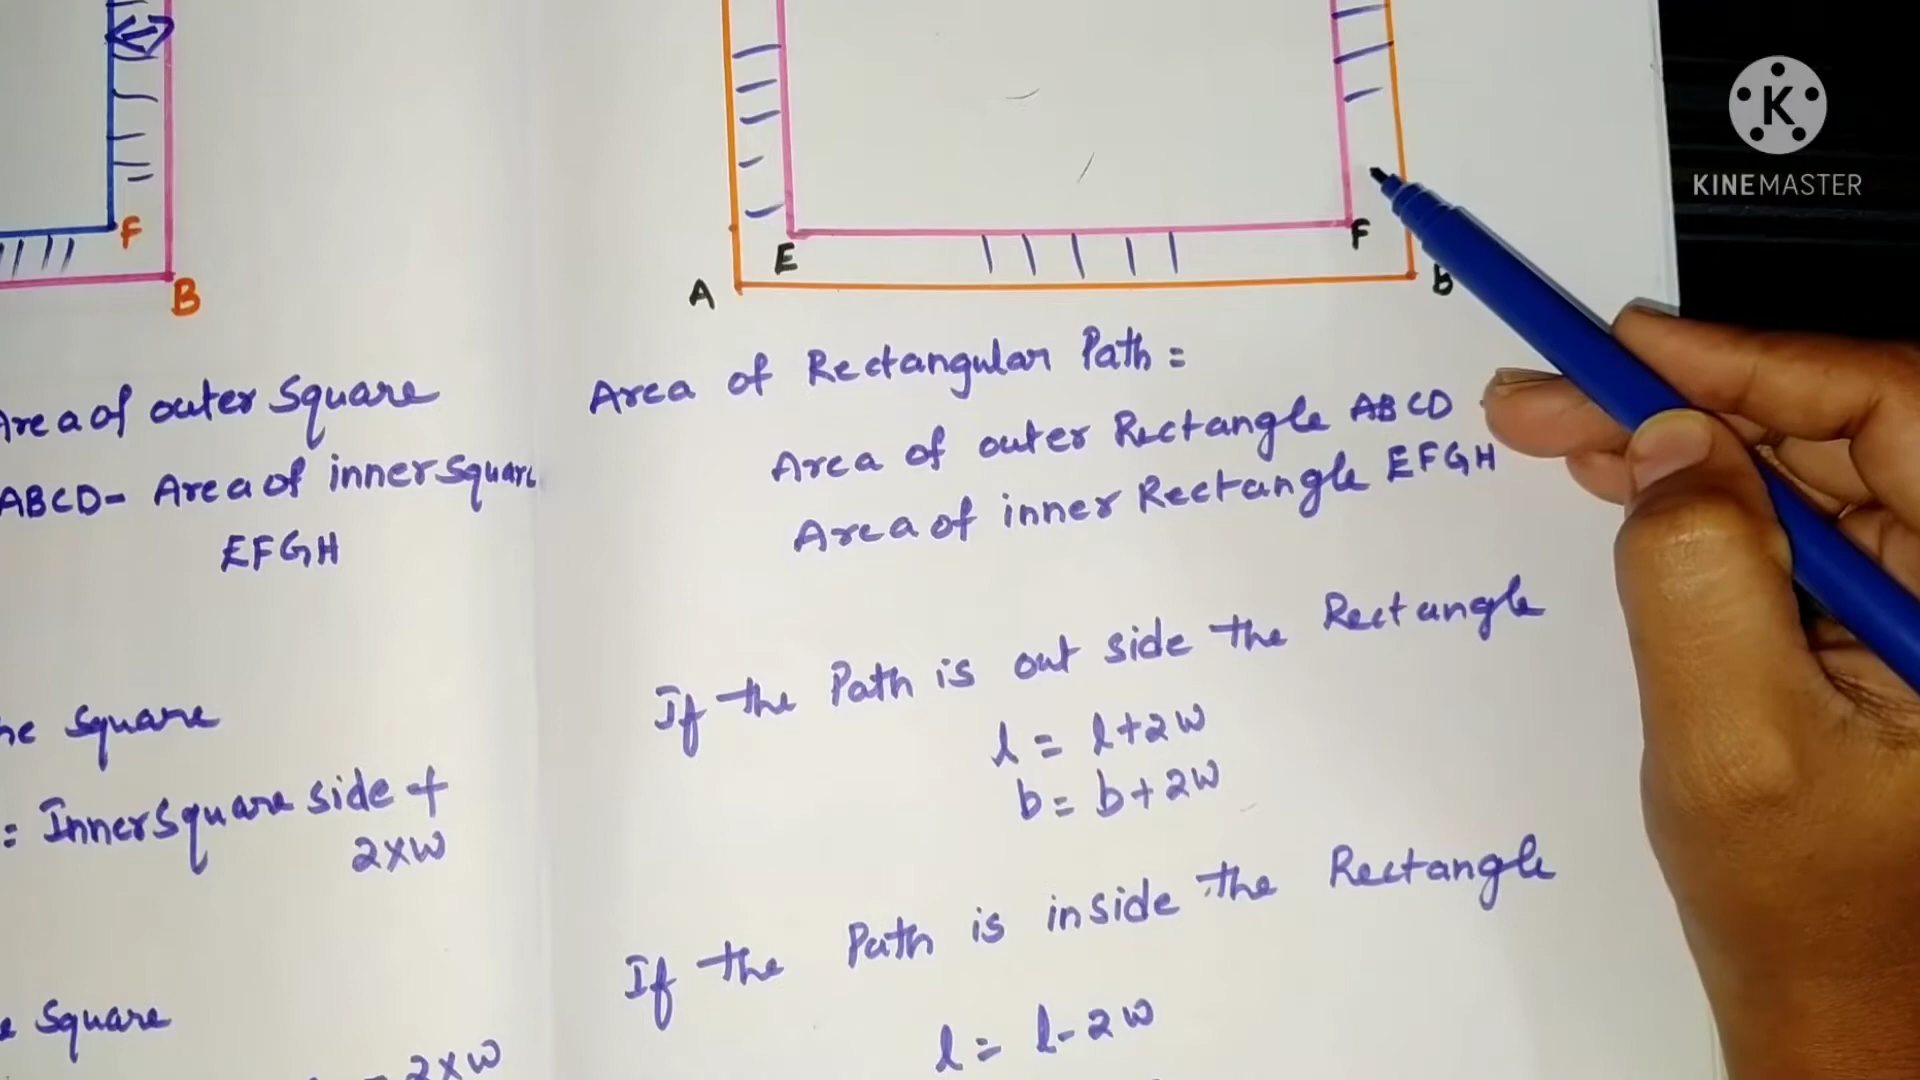 F
B
Area of outer Square
ABCD- Area of inner square
EFGH
Square
= Inner Square side +
2xw
Square
2xw
E
F
A
B
Area of Rectangular Path =
Area of outer Rectangle ABCD
Area of inner Rectangle EFGH
If the Path is out side the Rectangle
l = l+2w
b = b+2w
If the Path is inside the Rectangle
l = l-2w
K
KINEMASTER